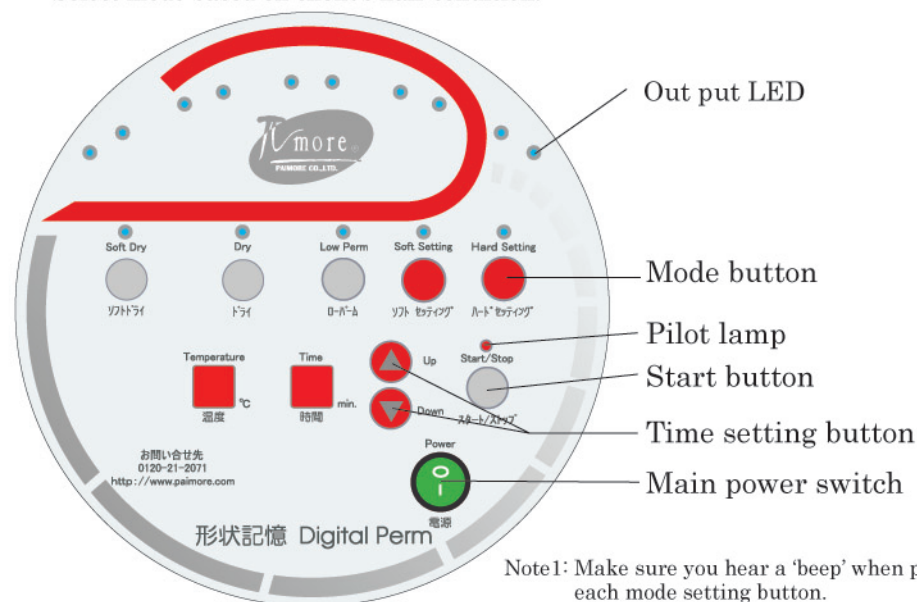 Out put LED
π more
PAIMORE CO.,LTD.
Soft Dry
Dry
Low Perm
Soft Setting
Hard Setting
ソフトドライ
ドライ
ローパーム
ソフト セッティング
ハード セッティング
Mode button
Pilot lamp
Start button
Time setting button
Main power switch
Temperature
℃
温度
Time
min.
時間
Up
Down
Start/Stop
スタート/ストップ
Power
電源
お問い合せ先
0120-21-2071
http://www.paimore.com
形状記憶 Digital Perm
Note1: Make sure you hear a ‘beep’ when p
each mode setting button.